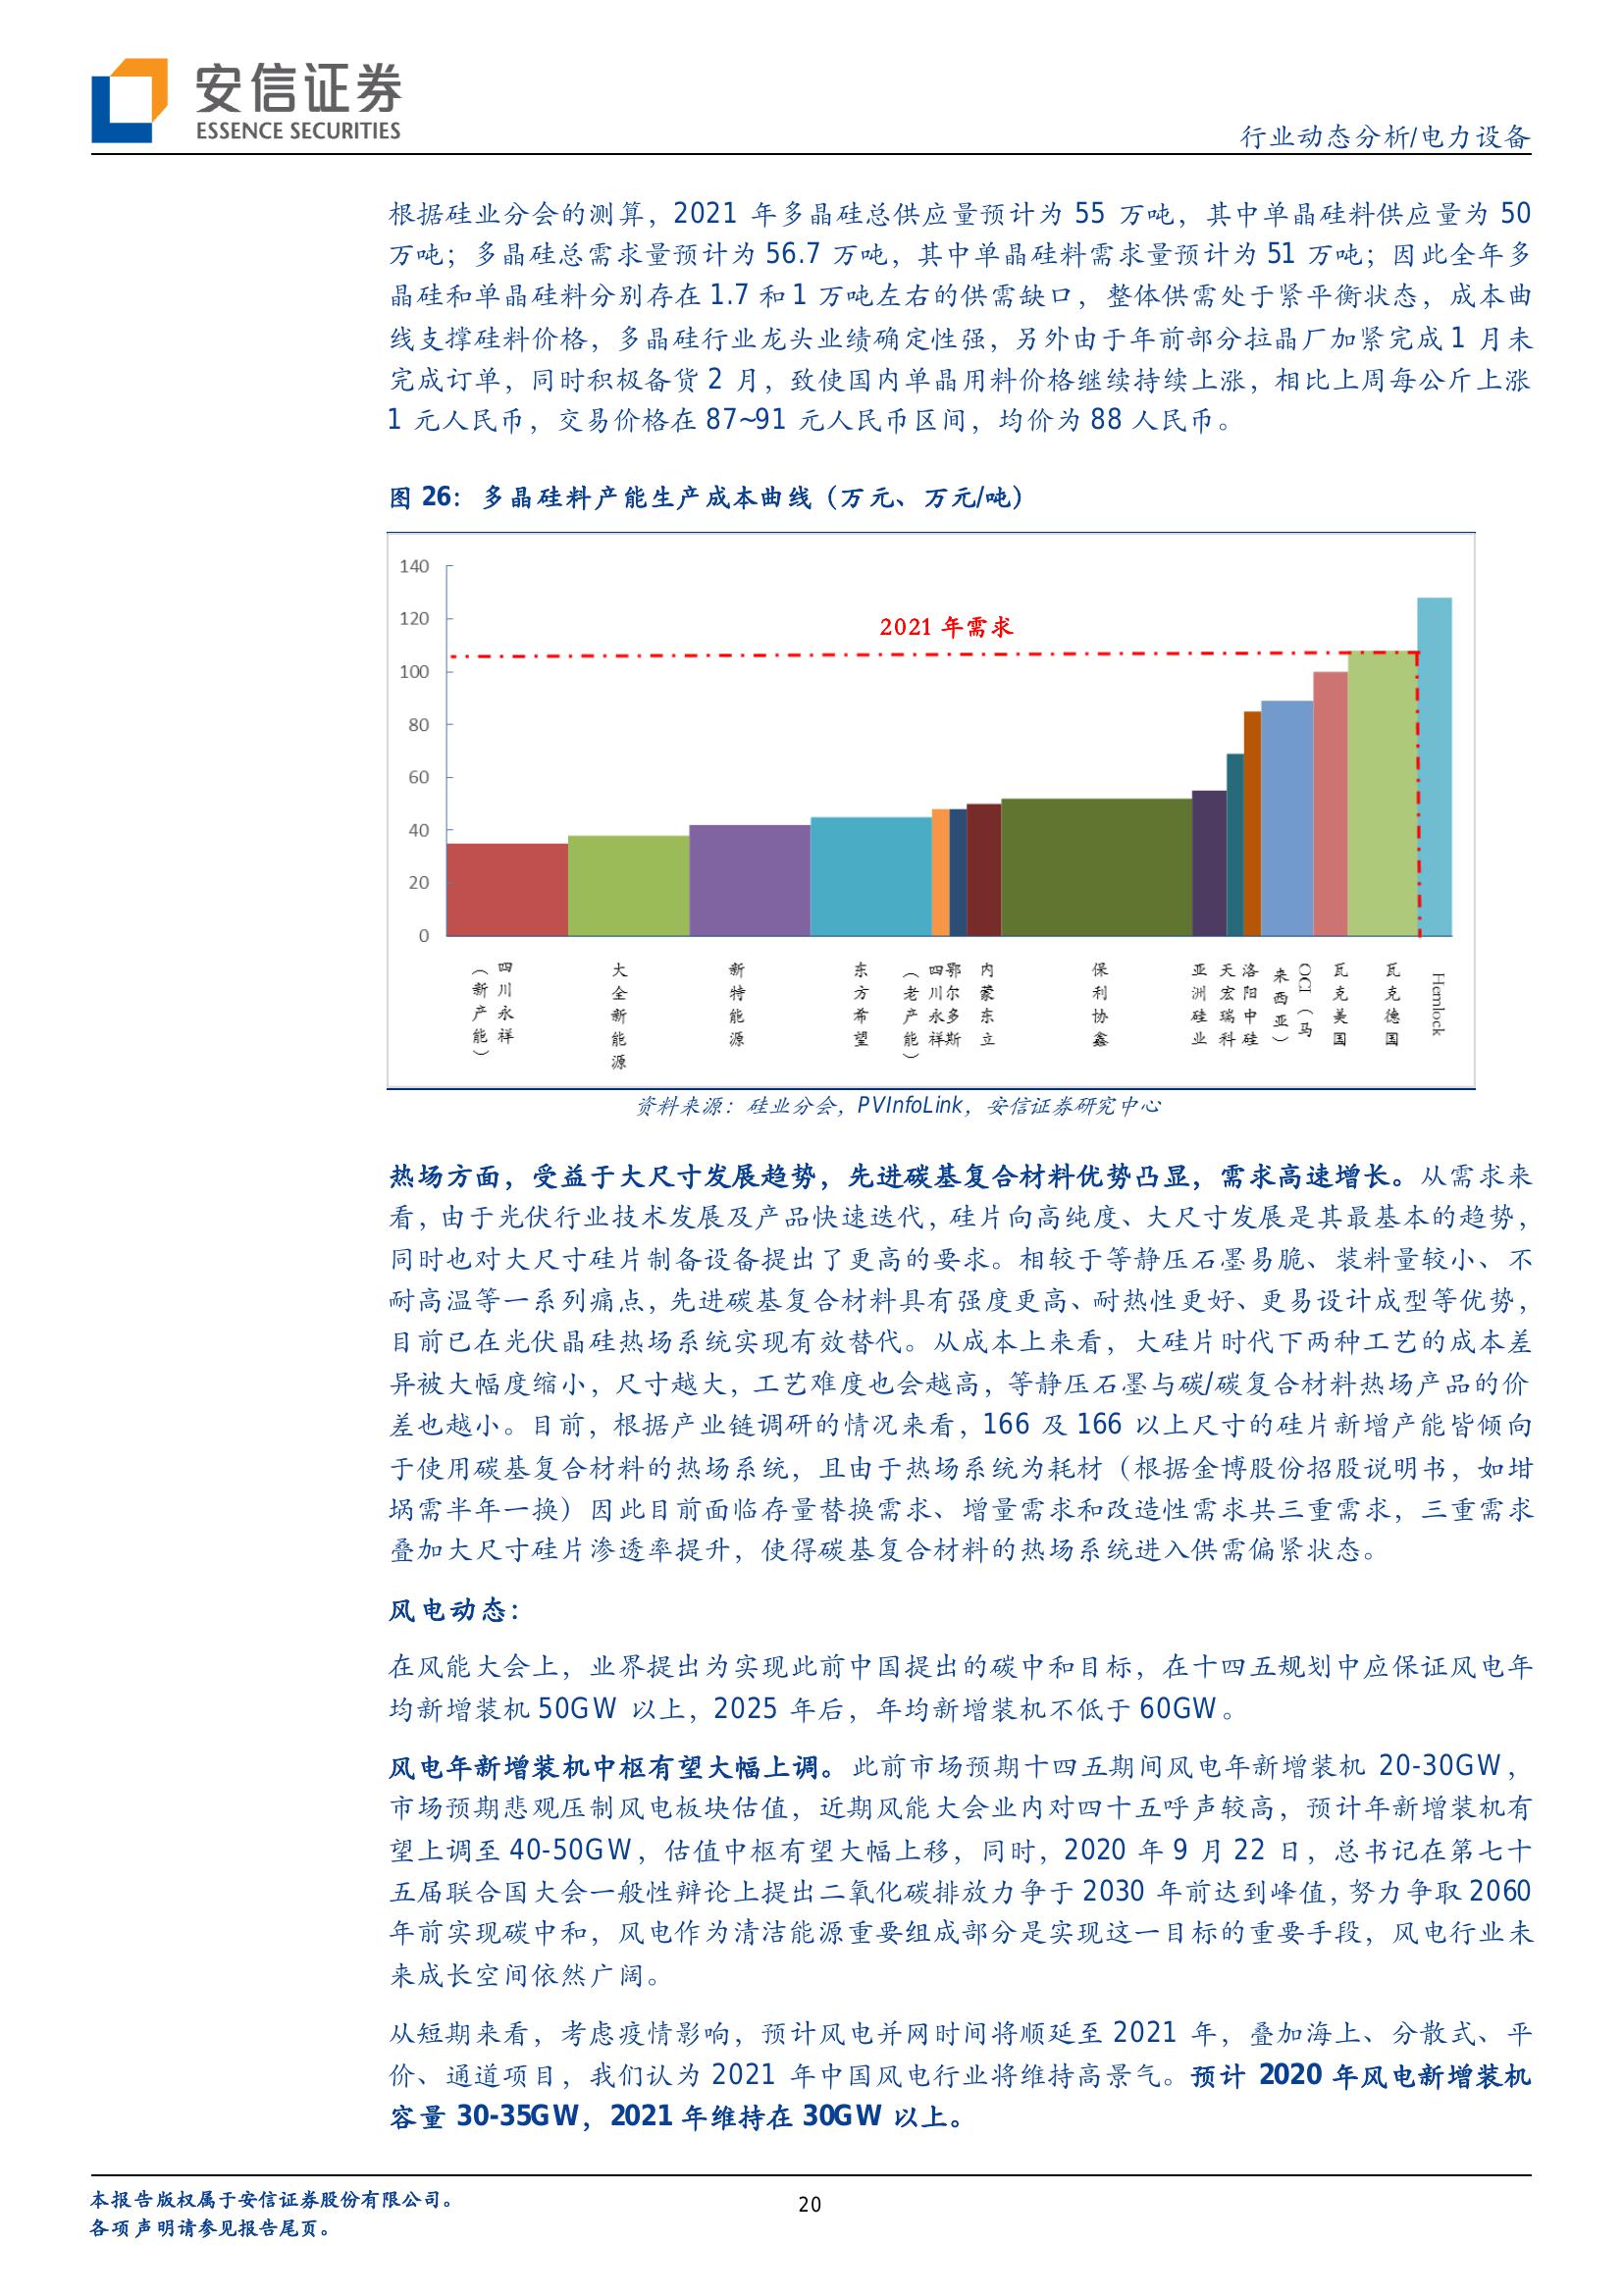 安信证券
ESSENCE SECURITIES
行业动态分析/电力设备
根据硅业分会的测算，2021 年多晶硅总供应量预计为 55 万吨，其中单晶硅料供应量为 50
万吨；多晶硅总需求量预计为 56.7 万吨，其中单晶硅料需求量预计为 51 万吨；因此全年多
晶硅和单晶硅料分别存在 1.7 和 1 万吨左右的供需缺口，整体供需处于紧平衡状态，成本曲
线支撑硅料价格，多晶硅行业龙头业绩确定性强，另外由于年前部分拉晶厂加紧完成 1 月未
完成订单，同时积极备货 2 月，致使国内单晶用料价格继续持续上涨，相比上周每公斤上涨
1 元人民币，交易价格在 87~91 元人民币区间，均价为 88 人民币。
图 26：多晶硅料产能生产成本曲线（万元、万元/吨）
140
120
100
80
60
40
20
0
2021 年需求
四川永祥（新产能）
大全新能源
新特能源
东方希望
四川永祥（老产能）
鄂尔多斯
内蒙东立
保利协鑫
亚洲硅业
天宏瑞科
洛阳中硅
OCI（马来西亚）
瓦克美国
瓦克德国
Hemlock
资料来源：硅业分会，PVInfoLink，安信证券研究中心
热场方面，受益于大尺寸发展趋势，先进碳基复合材料优势凸显，需求高速增长。从需求来
看，由于光伏行业技术发展及产品快速迭代，硅片向高纯度、大尺寸发展是其最基本的趋势，
同时也对大尺寸硅片制备设备提出了更高的要求。相较于等静压石墨易脆、装料量较小、不
耐高温等一系列痛点，先进碳基复合材料具有强度更高、耐热性更好、更易设计成型等优势，
目前已在光伏晶硅热场系统实现有效替代。从成本上来看，大硅片时代下两种工艺的成本差
异被大幅度缩小，尺寸越大，工艺难度也会越高，等静压石墨与碳/碳复合材料热场产品的价
差也越小。目前，根据产业链调研的情况来看，166 及 166 以上尺寸的硅片新增产能皆倾向
于使用碳基复合材料的热场系统，且由于热场系统为耗材（根据金博股份招股说明书，如坩
埚需半年一换）因此目前面临存量替换需求、增量需求和改造性需求共三重需求，三重需求
叠加大尺寸硅片渗透率提升，使得碳基复合材料的热场系统进入供需偏紧状态。
风电动态：
在风能大会上，业界提出为实现此前中国提出的碳中和目标，在十四五规划中应保证风电年
均新增装机 50GW 以上，2025 年后，年均新增装机不低于 60GW。
风电年新增装机中枢有望大幅上调。此前市场预期十四五期间风电年新增装机 20-30GW，
市场预期悲观压制风电板块估值，近期风能大会业内对四十五呼声较高，预计年新增装机有
望上调至 40-50GW，估值中枢有望大幅上移，同时，2020 年 9 月 22 日，总书记在第七十
五届联合国大会一般性辩论上提出二氧化碳排放力争于 2030 年前达到峰值，努力争取 2060
年前实现碳中和，风电作为清洁能源重要组成部分是实现这一目标的重要手段，风电行业未
来成长空间依然广阔。
从短期来看，考虑疫情影响，预计风电并网时间将顺延至 2021 年，叠加海上、分散式、平
价、通道项目，我们认为 2021 年中国风电行业将维持高景气。预计 2020 年风电新增装机
容量 30-35GW，2021 年维持在 30GW 以上。
本报告版权属于安信证券股份有限公司。
各项声明请参见报告尾页。
20